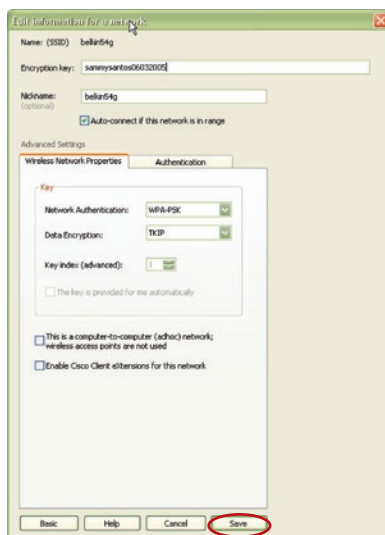 Edit information for a network
Name: (SSID) belkin54g
Encryption key: sammysantos06032005
Nickname: belkin54g
(optional)
Auto-connect if this network is in range
Advanced Settings
Wireless Network Properties Authentication
Key
Network Authentication: WPA-PSK
Data Encryption: TKIP
Key index (advanced): 1
The key is provided for me automatically
This is a computer-to-computer (adhoc) network;
wireless access points are not used
Enable Cisco Client eXtensions for this network
Basic Help Cancel Save